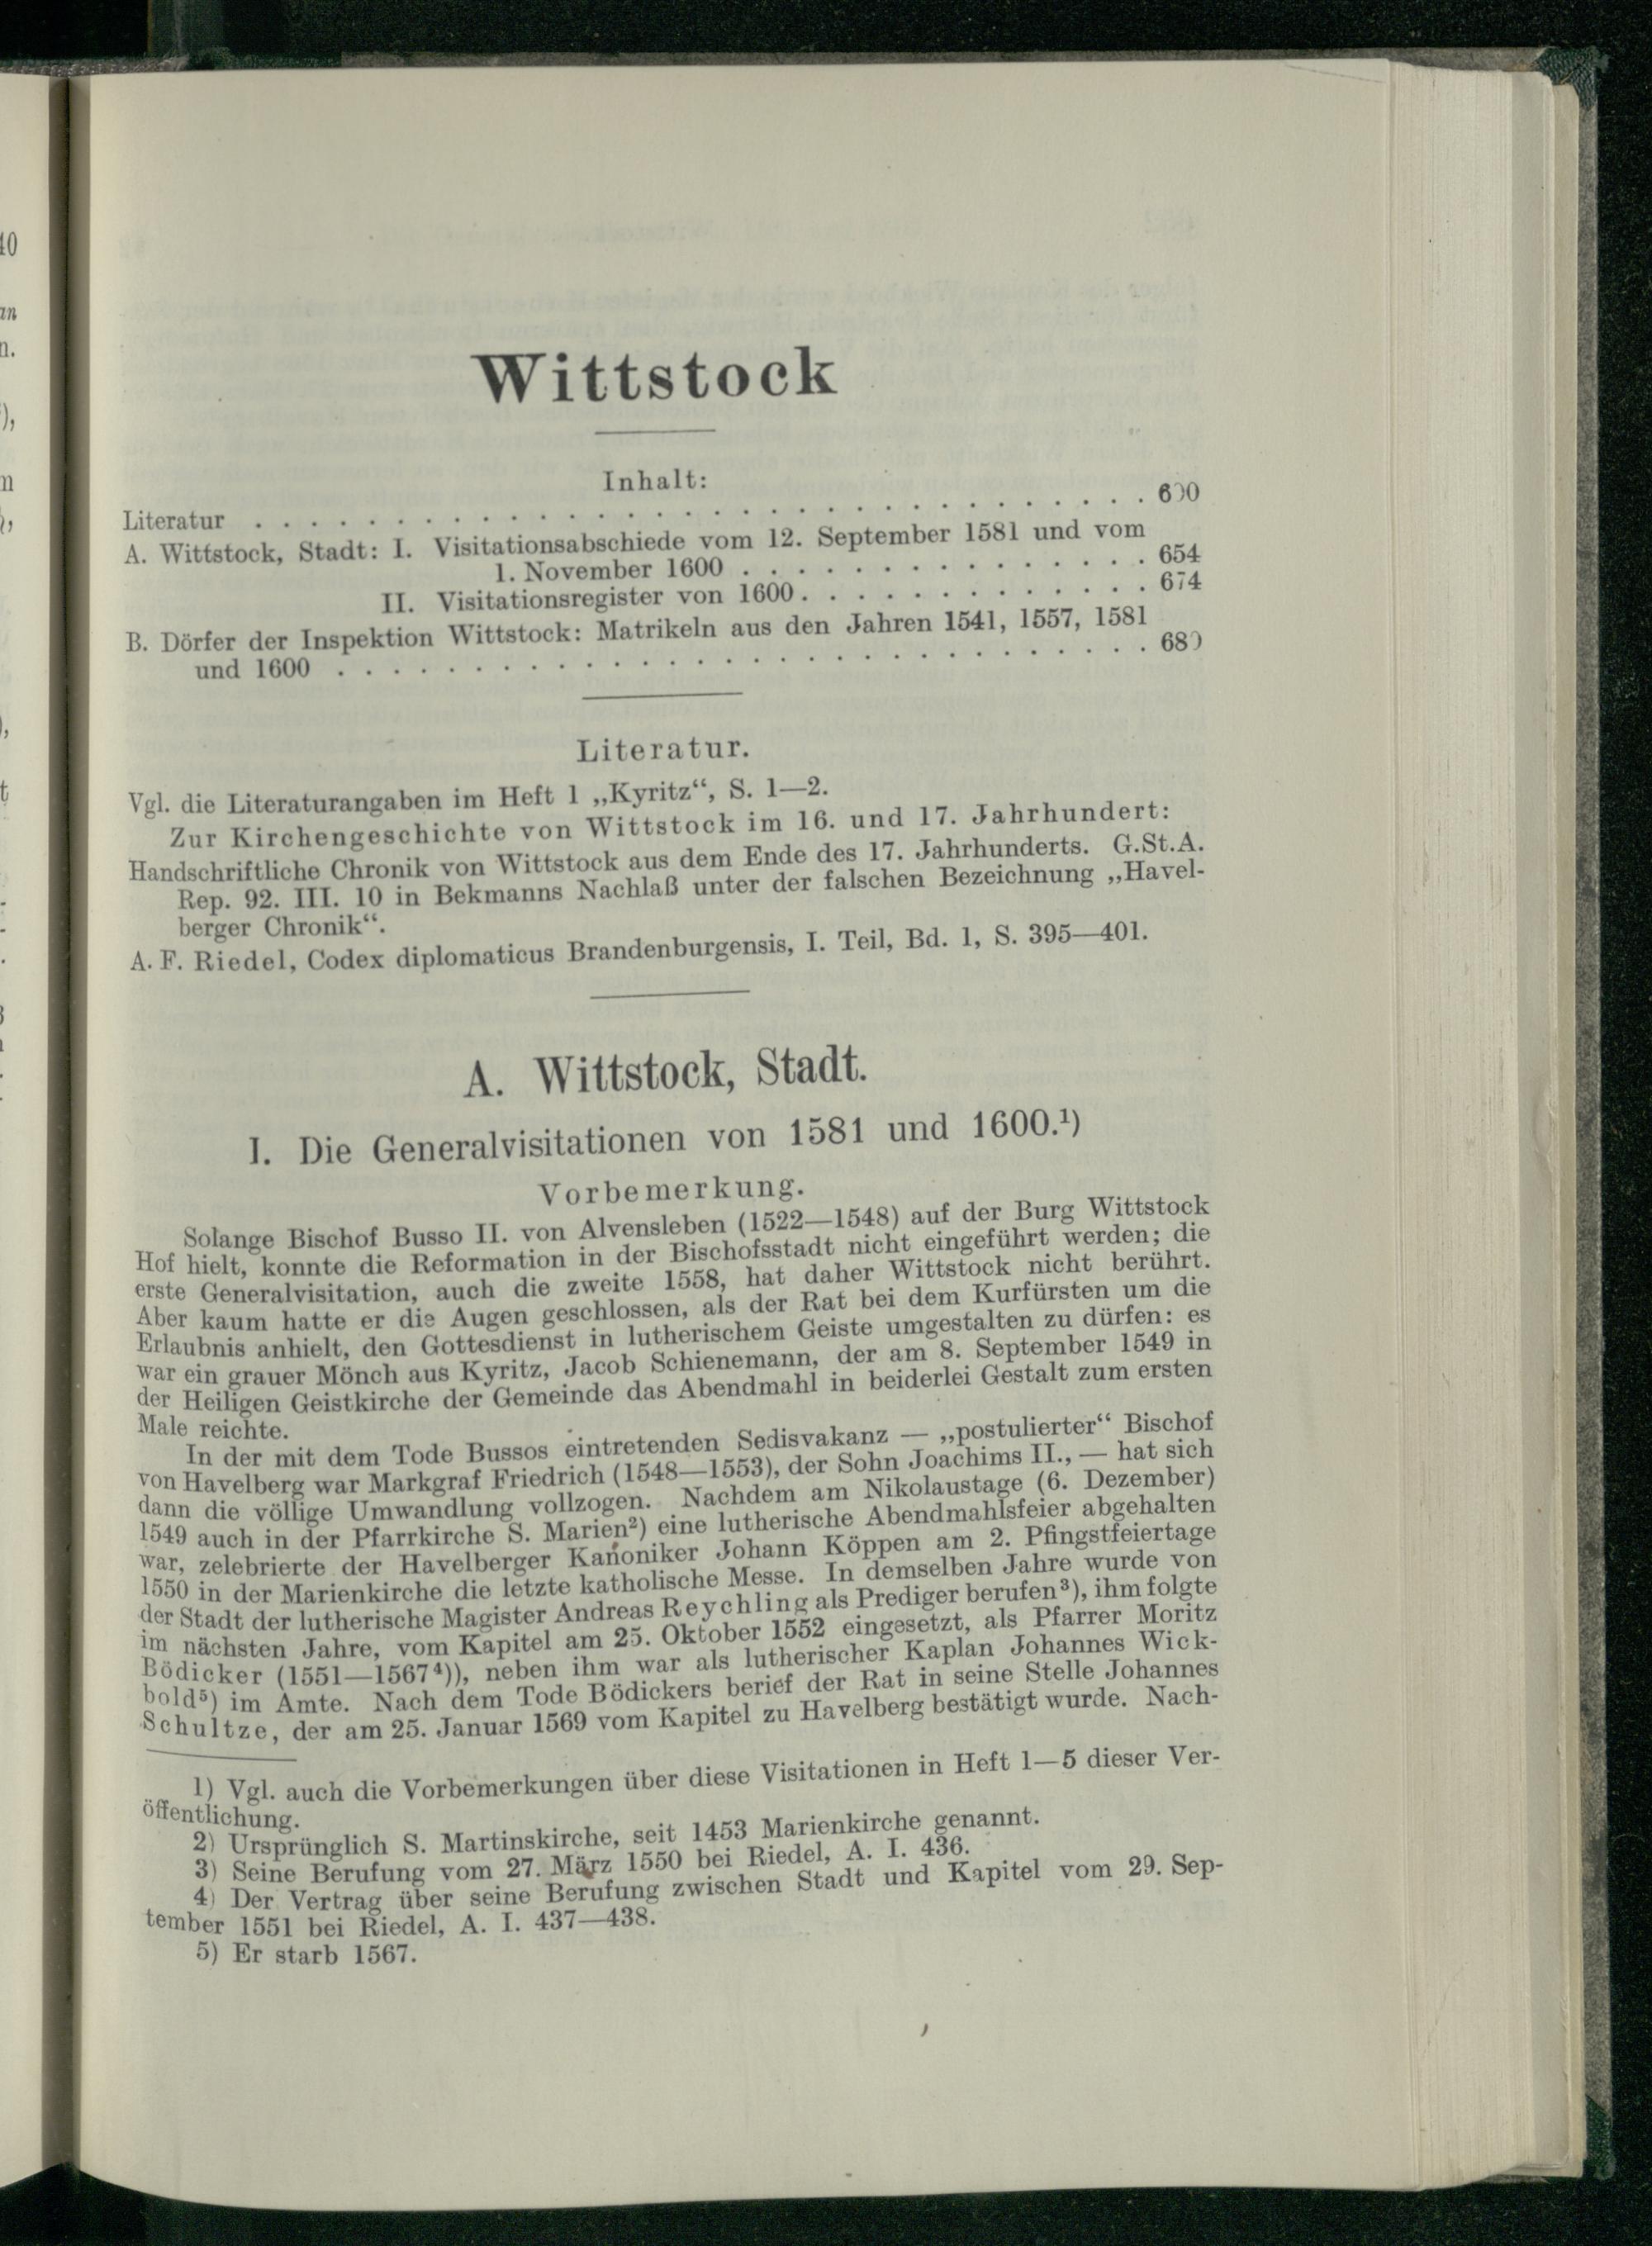 Wittstock
Inhalt:
Literatur . . . . . . . . . . . . . . . . . . . . . . . . . . . . . . . .
A. Wittstock, Stadt: I. Visitationsabschiede vom 12. September 1581 und vom
1. November 1600 . . . . . . . . . . . . . . . 654
II. Visitationsregister von 1600. . . . . . . . . . . . . 674
B. Dörfer der Inspektion Wittstock: Matrikeln aus den Jahren 1541, 1557, 1581
und 1600 . . . . . . . . . . . . . . . . . . . . . . . . . . . . . 680
Literatur.
Vgl. die Literaturangaben im Heft 1 „Kyritz“, S. 1—2.
Zur Kirchengeschichte von Wittstock im 16. und 17. Jahrhundert:
Handschriftliche Chronik von Wittstock aus dem Ende des 17. Jahrhunderts. G.St.A.
Rep. 92. III. 10 in Bekmanns Nachlaß unter der falschen Bezeichnung „Havel-
berger Chronik“.
A. F. Riedel, Codex diplomaticus Brandenburgensis, I. Teil, Bd. 1, S. 395—401.
A. Wittstock, Stadt.
I. Die Generalvisitationen von 1581 und 1600.¹)
Vorbemerkung.
Solange Bischof Busso II. von Alvensleben (1522—1548) auf der Burg Wittstock
Hof hielt, konnte die Reformation in der Bischofsstadt nicht eingeführt werden; die
erste Generalvisitation, auch die zweite 1558, hat daher Wittstock nicht berührt.
Aber kaum hatte er die Augen geschlossen, als der Rat bei dem Kurfürsten um die
Erlaubnis anhielt, den Gottesdienst in lutherischem Geiste umgestalten zu dürfen: es
war ein grauer Mönch aus Kyritz, Jacob Schienemann, der am 8. September 1549 in
der Heiligen Geistkirche der Gemeinde das Abendmahl in beiderlei Gestalt zum ersten
Male reichte.
In der mit dem Tode Bussos eintretenden Sedisvakanz — „postulierter“ Bischof
von Havelberg war Markgraf Friedrich (1548—1553), der Sohn Joachims II., — hat sich
dann die völlige Umwandlung vollzogen. Nachdem am Nikolaustage (6. Dezember)
1549 auch in der Pfarrkirche S. Marien²) eine lutherische Abendmahlsfeier abgehalten
war, zelebrierte der Havelberger Kanoniker Johann Köppen am 2. Pfingstfeiertage
1550 in der Marienkirche die letzte katholische Messe. In demselben Jahre wurde von
der Stadt der lutherische Magister Andreas Reychling als Prediger berufen³), ihm folgte
im nächsten Jahre, vom Kapitel am 25. Oktober 1552 eingesetzt, als Pfarrer Moritz
Bödicker (1551—1567⁴)), neben ihm war als lutherischer Kaplan Johannes Wick-
bold⁵) im Amte. Nach dem Tode Bödickers berief der Rat in seine Stelle Johannes
Schultze, der am 25. Januar 1569 vom Kapitel zu Havelberg bestätigt wurde. Nach-
1) Vgl. auch die Vorbemerkungen über diese Visitationen in Heft 1—5 dieser Ver-
öffentlichung.
2) Ursprünglich S. Martinskirche, seit 1453 Marienkirche genannt.
3) Seine Berufung vom 27. März 1550 bei Riedel, A. I. 436.
4) Der Vertrag über seine Berufung zwischen Stadt und Kapitel vom 29. Sep-
tember 1551 bei Riedel, A. I. 437—438.
5) Er starb 1567.